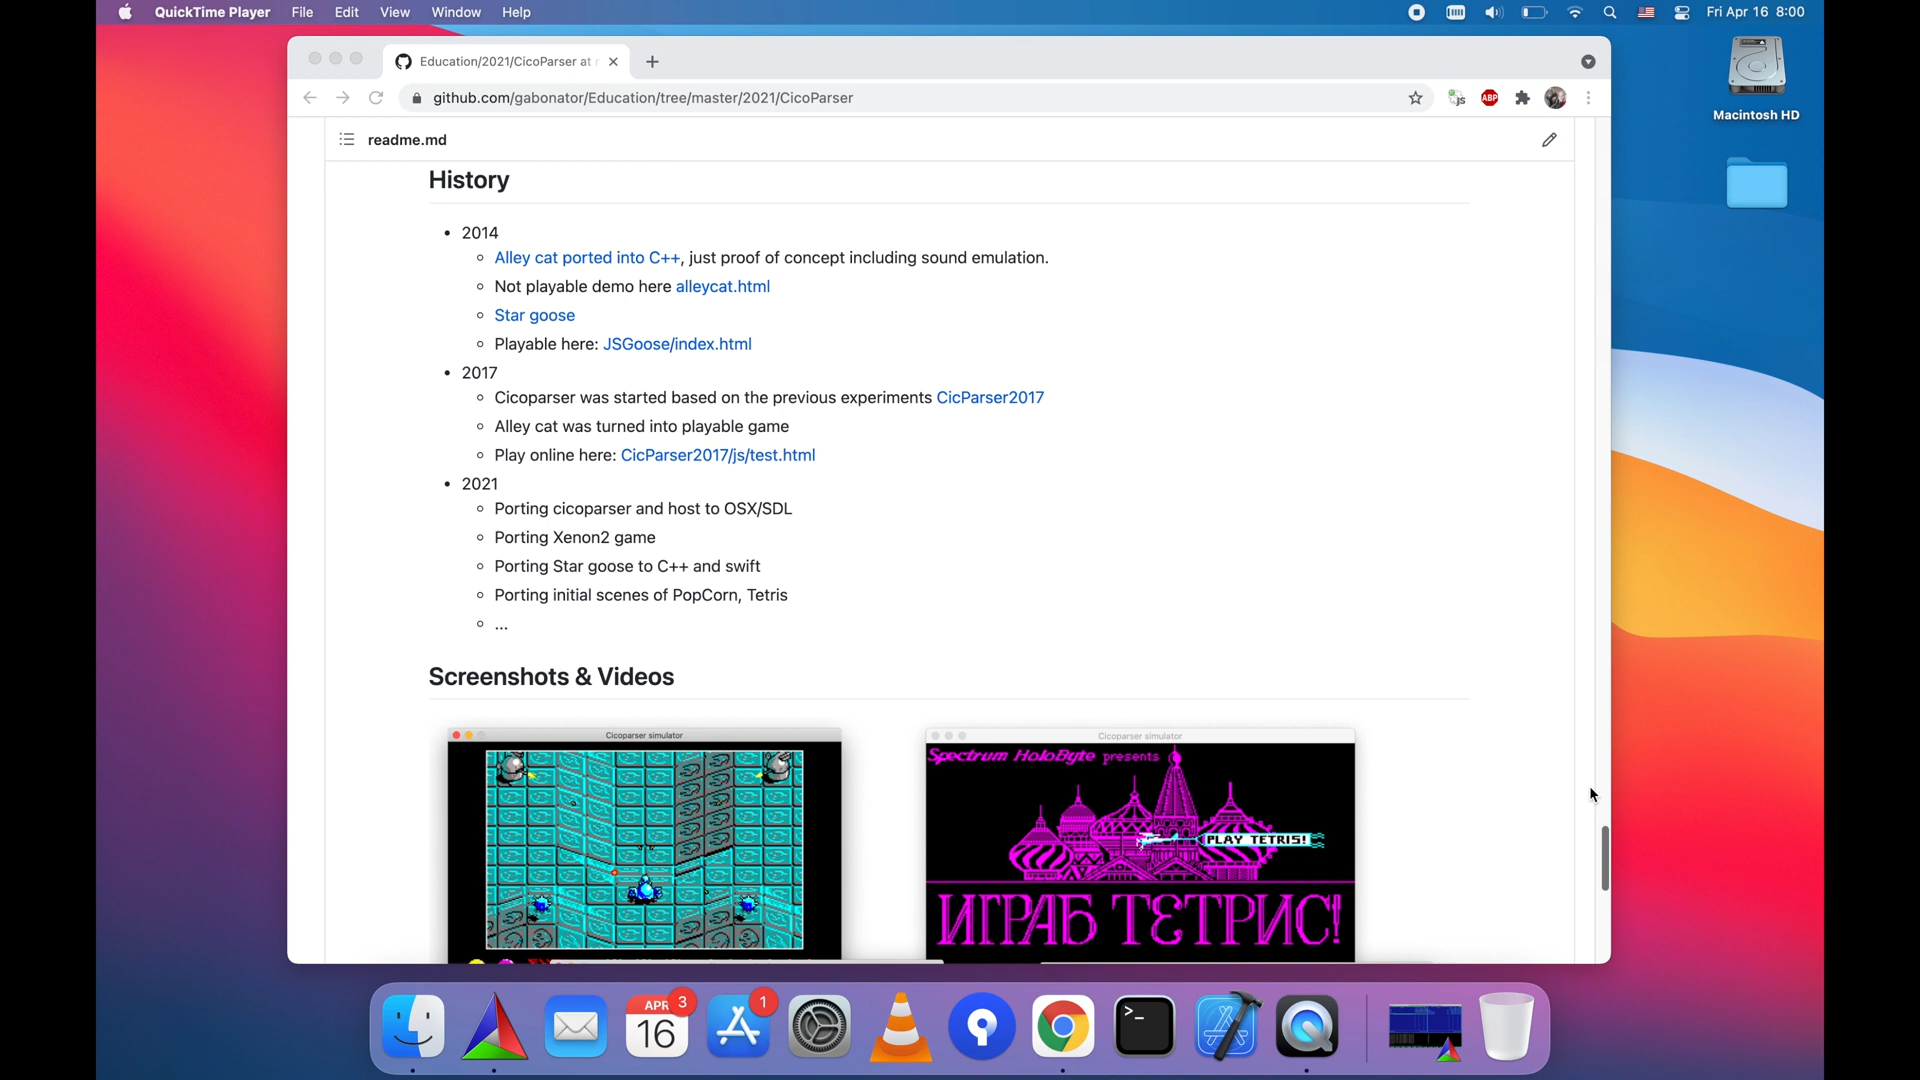 QuickTime Player File Edit View Window Help Fri Apr 16 8:00
Education/2021/CicoParser at
github.com/gabonator/Education/tree/master/2021/CicoParser
JS
ABP
Macintosh HD
readme.md
History
• 2014
Alley cat ported into C++, just proof of concept including sound emulation.
Not playable demo here alleycat.html
Star goose
Playable here: JSGoose/index.html
• 2017
Cicoparser was started based on the previous experiments CicParser2017
Alley cat was turned into playable game
Play online here: CicParser2017/js/test.html
• 2021
Porting cicoparser and host to OSX/SDL
Porting Xenon2 game
Porting Star goose to C++ and swift
Porting initial scenes of PopCorn, Tetris
...
Screenshots & Videos
Cicoparser simulator
Cicoparser simulator
Spectrum HoloByte presents
PLAY TETRIS!
ИГРАБ ТЕТРИС!
APR 3
16
1
>_